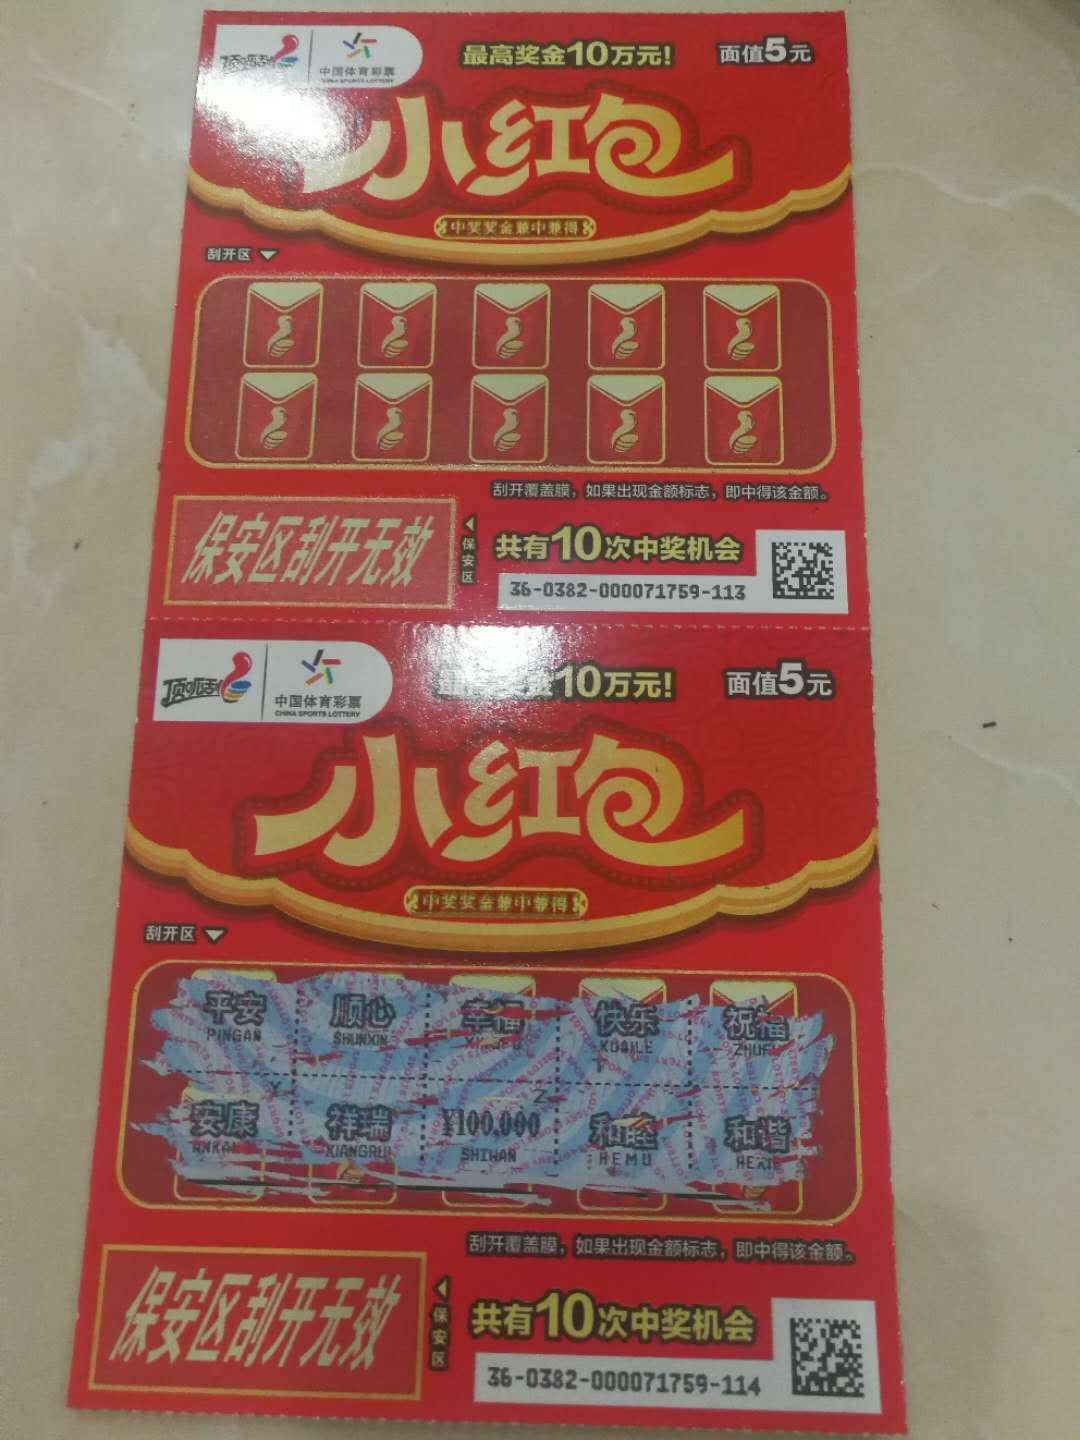 顶呱刮
中国体育彩票
CHINA SPORTS LOTTERY
最高奖金10万元!
面值5元
小红包
中奖奖金兼中兼得
刮开区
刮开覆盖膜，如果出现金额标志，即中得该金额。
保安区刮开无效
保安区
共有10次中奖机会
36-0382-000071759-113
顶呱刮
中国体育彩票
CHINA SPORTS LOTTERY
10万元!
面值5元
小红包
中奖奖金兼中兼得
刮开区
平安 顺心 幸福 快乐 祝福
PINGAN SHUNXIN KUAILE
安康 祥瑞 ¥100,000 和睦 和谐
XIANGRUI SHIWAN HEMU HEXIE
刮开覆盖膜，如果出现金额标志，即中得该金额。
保安区刮开无效
保安区
共有10次中奖机会
36-0382-000071759-114